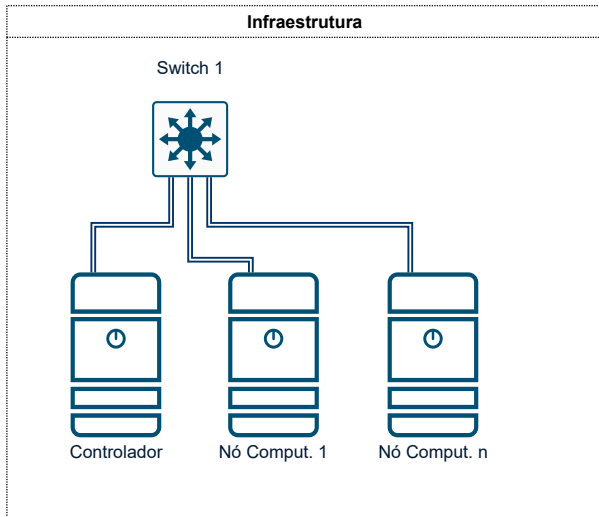 Infraestrutura
Switch 1
Controlador
Nó Comput. 1
Nó Comput. n